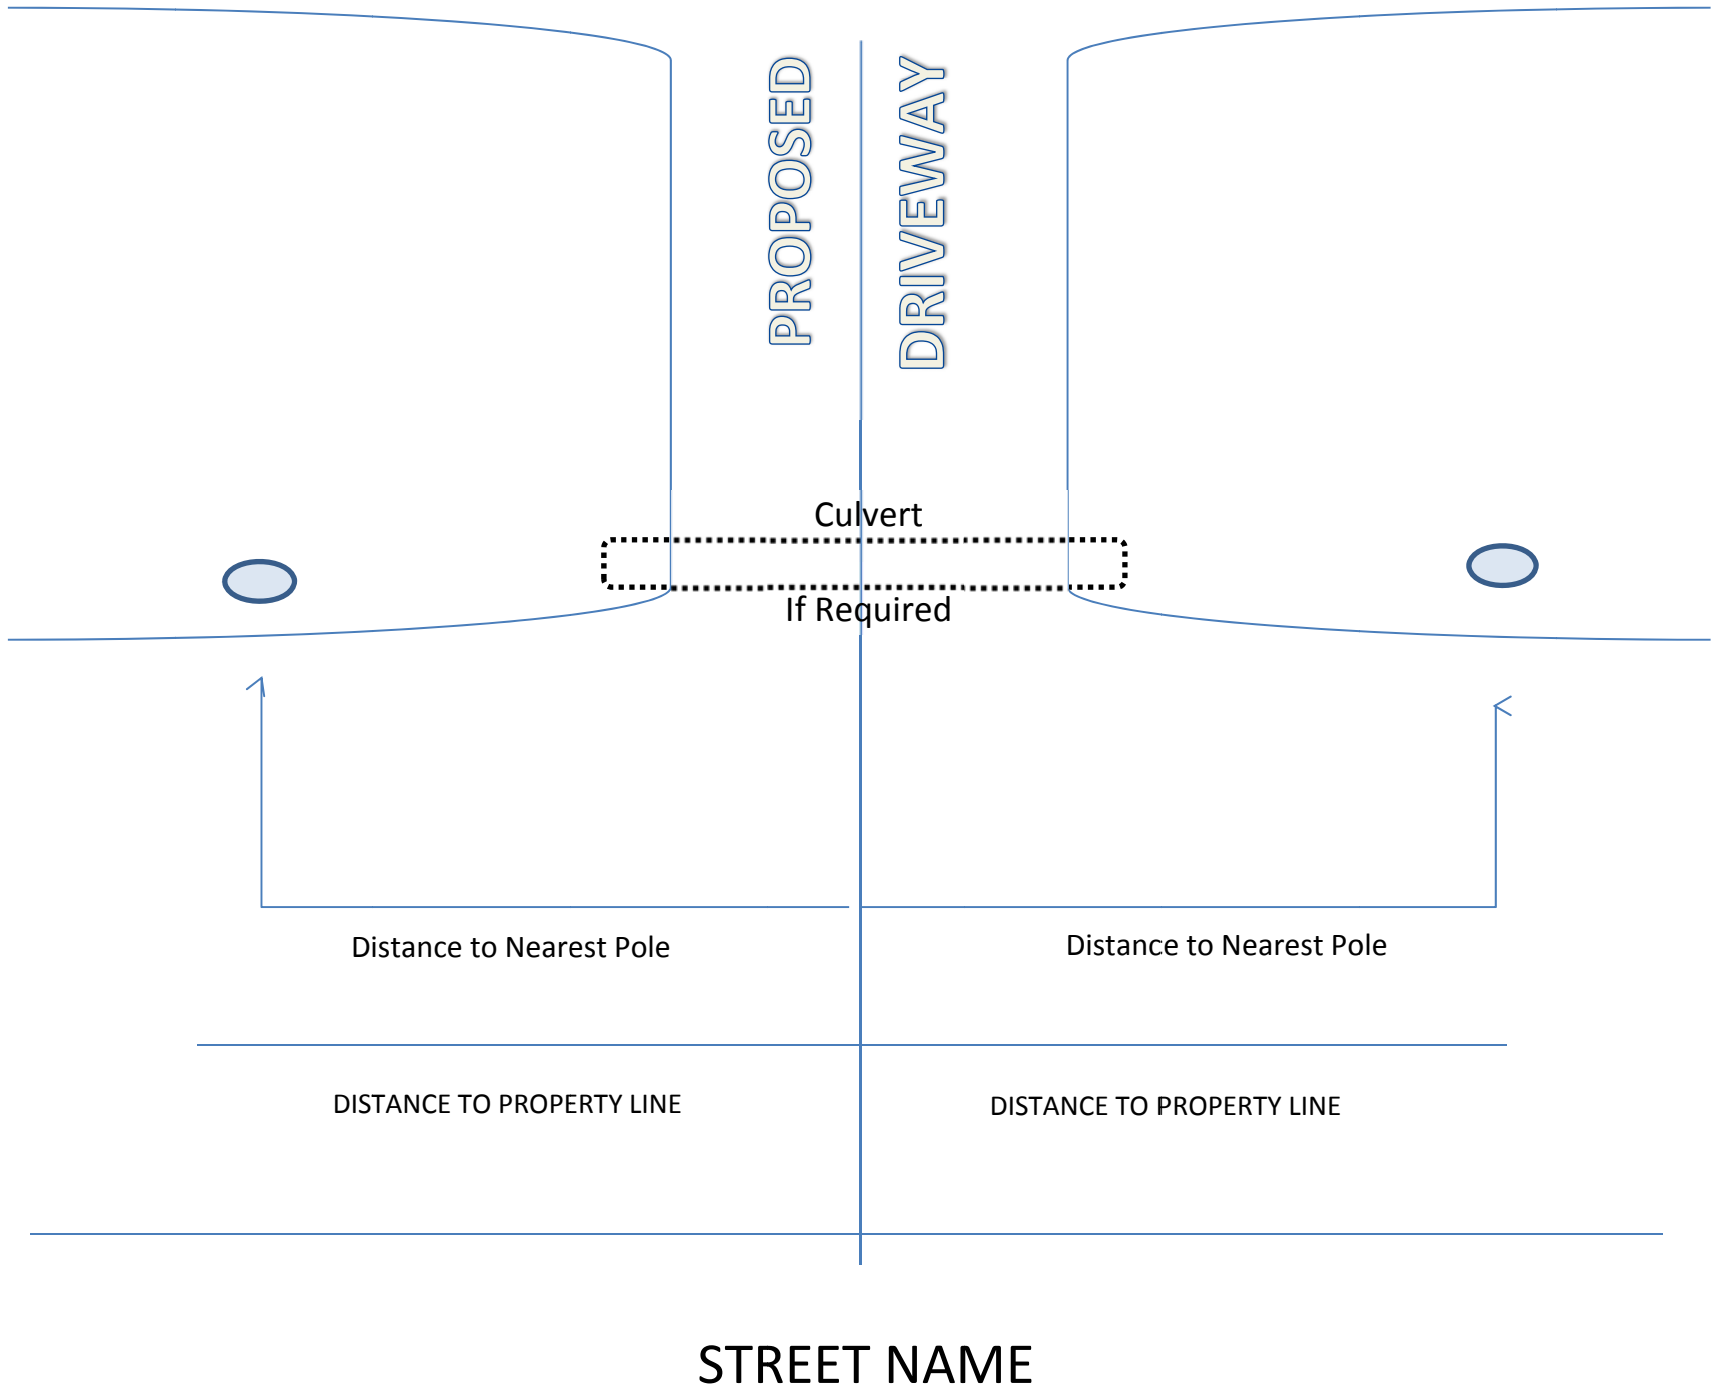 PROPOSED
DRIVEWAY
Culvert
If Required
Distance to Nearest Pole
Distance to Nearest Pole
DISTANCE TO PROPERTY LINE
DISTANCE TO PROPERTY LINE
STREET NAME